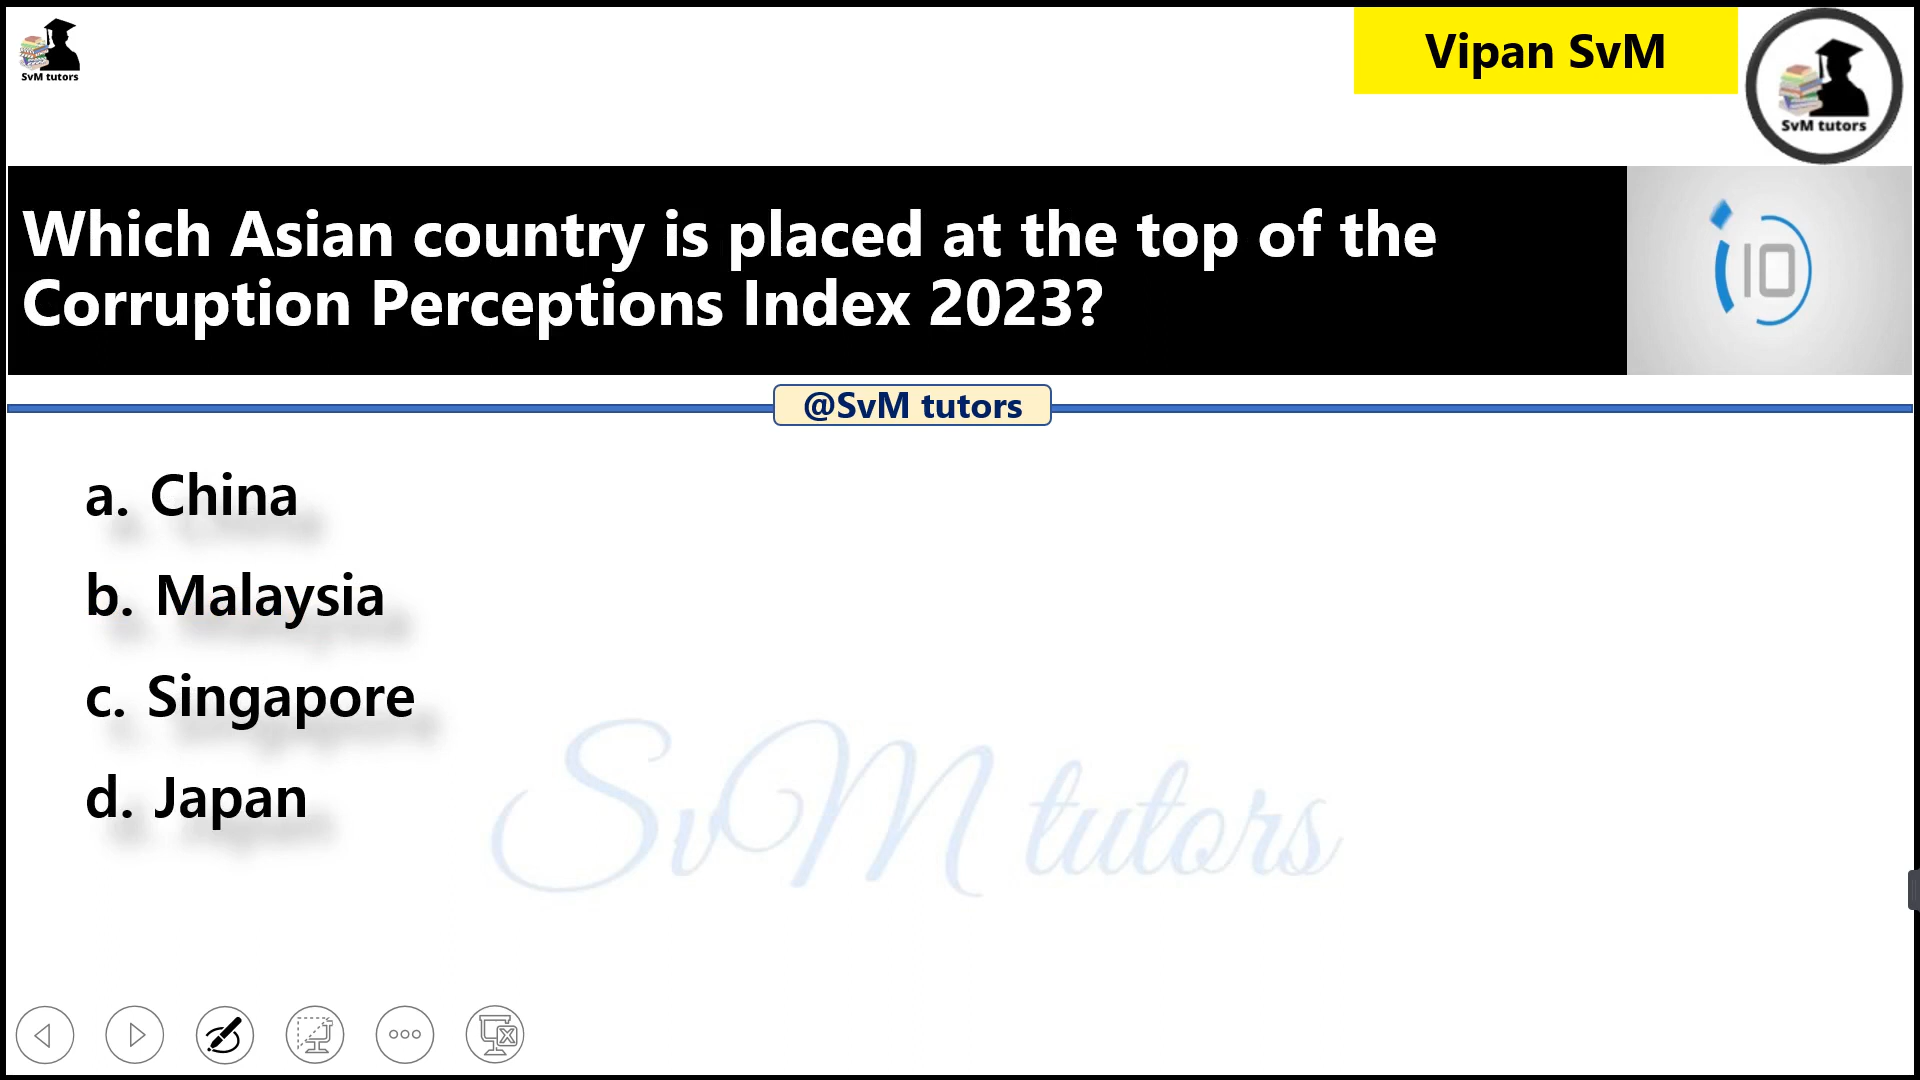 SvM tutors
Vipan SvM
SvM tutors
Which Asian country is placed at the top of the
Corruption Perceptions Index 2023?
10
@SvM tutors
a. China
b. Malaysia
c. Singapore
d. Japan
SvM tutors